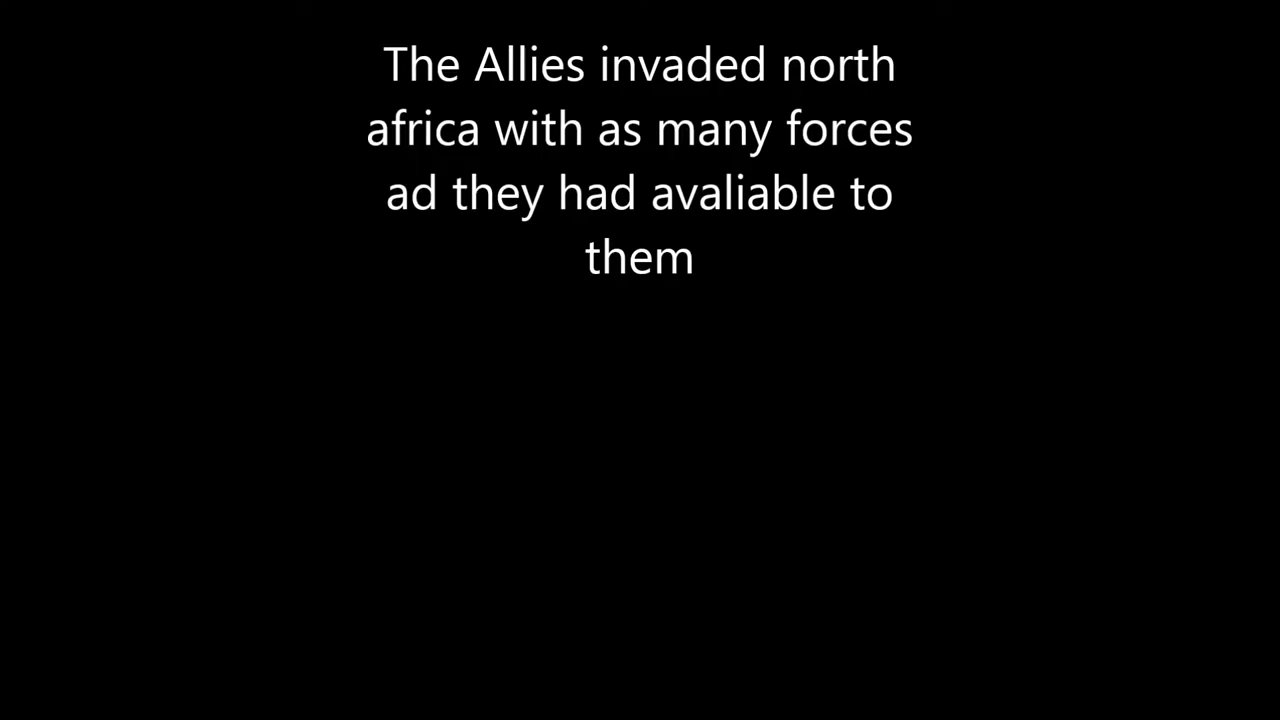 The Allies invaded north
africa with as many forces
ad they had avaliable to
them